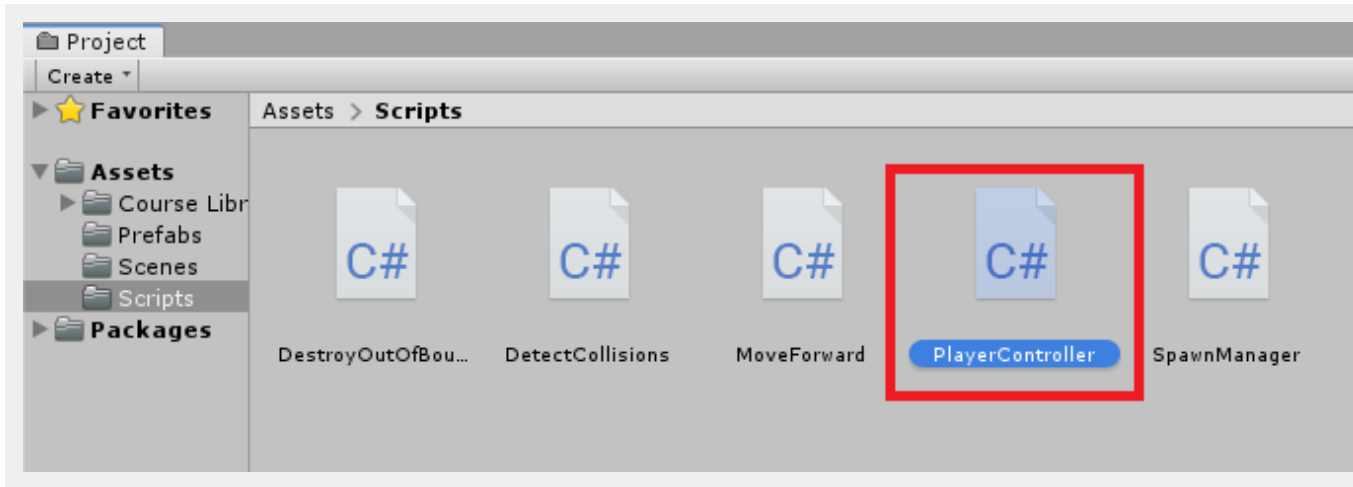 Project
Create
Favorites
Assets > Scripts
Assets
Course Libr
Prefabs
Scenes
Scripts
Packages
C#
C#
C#
C#
C#
DestroyOutOfBou...
DetectCollisions
MoveForward
PlayerController
SpawnManager